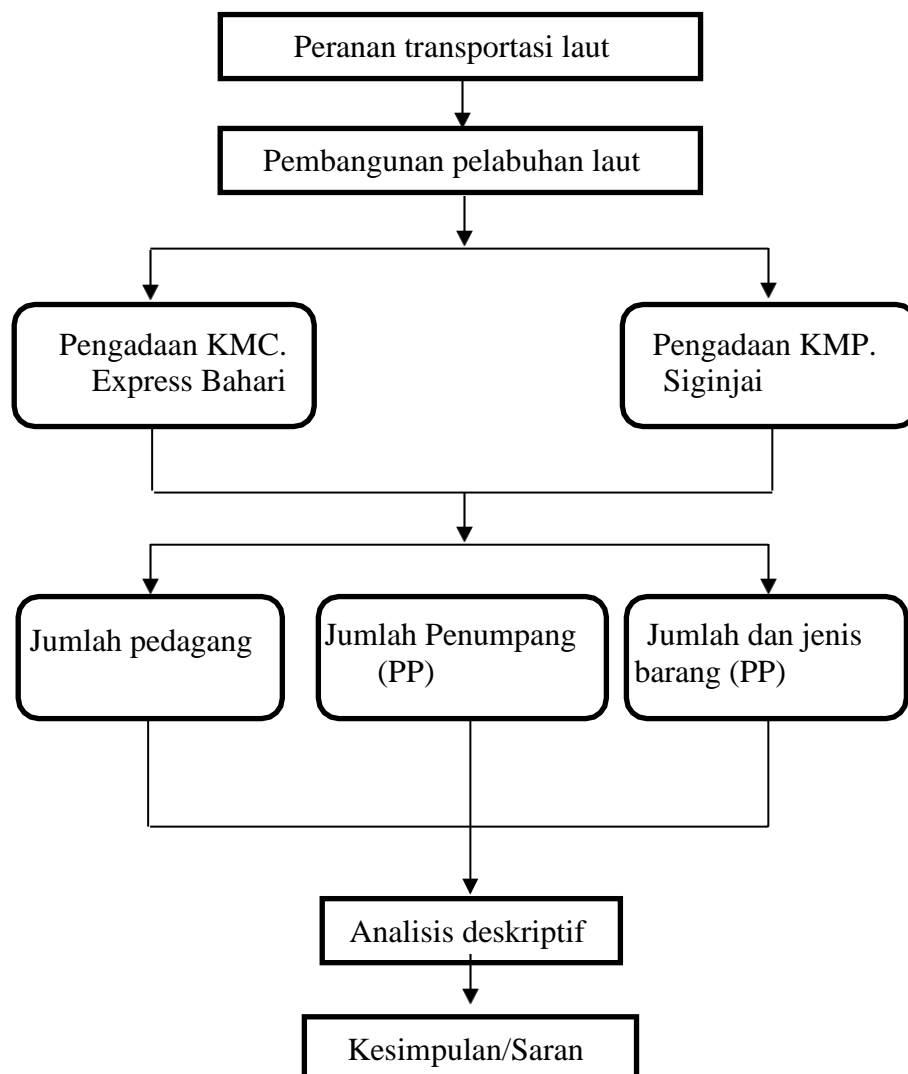 Peranan transportasi laut
Pembangunan pelabuhan laut
Pengadaan KMC.
Express Bahari
Pengadaan KMP.
Siginjai
Jumlah pedagang
Jumlah Penumpang
(PP)
Jumlah dan jenis
barang (PP)
Analisis deskriptif
Kesimpulan/Saran